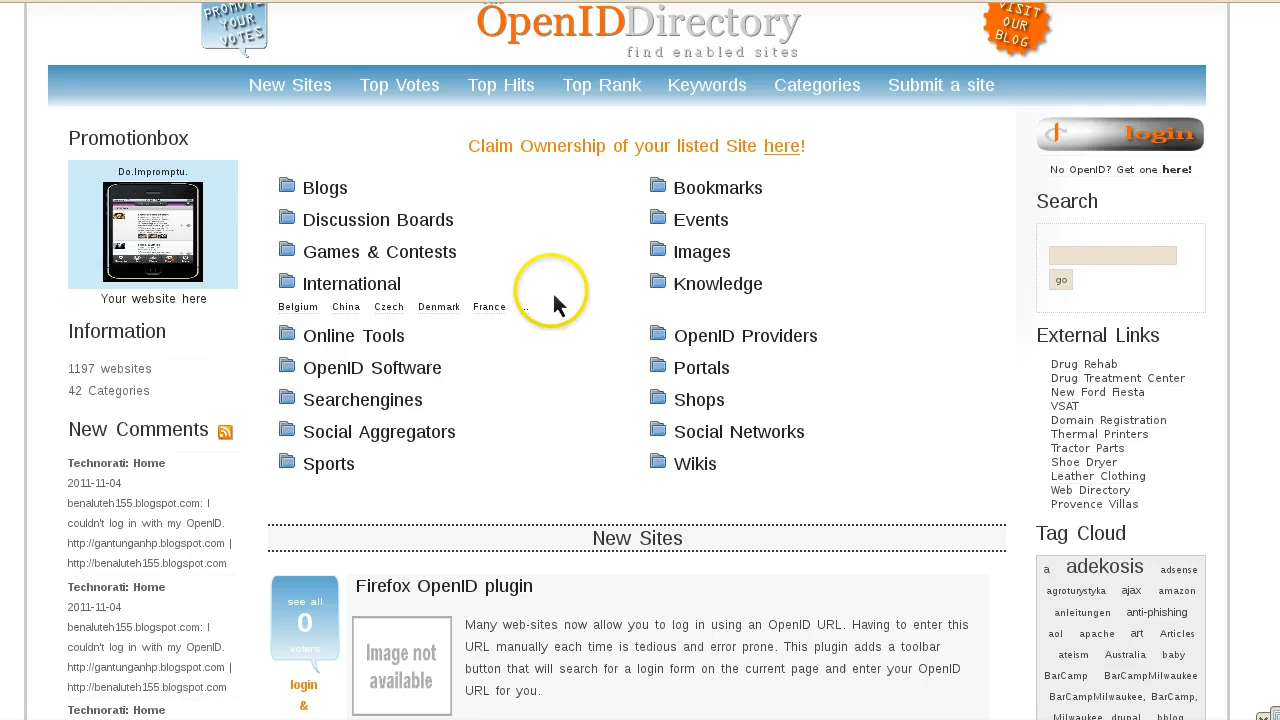 PROMOTE
YOUR
VOTES
OpenIDDirectory
find enabled sites
VISIT
OUR
BLOG
New Sites Top Votes Top Hits Top Rank Keywords Categories Submit a site
Promotionbox
Do.Impromptu.
Your website here
Information
1197 websites
42 Categories
New Comments
Technorati: Home
2011-11-04
benaluteh155.blogspot.com: I
couldn't log in with my OpenID.
http://gantunganhp.blogspot.com |
http://benaluteh155.blogspot.com
Technorati: Home
2011-11-04
benaluteh155.blogspot.com: I
couldn't log in with my OpenID.
http://gantunganhp.blogspot.com |
http://benaluteh155.blogspot.com
Technorati: Home
Claim Ownership of your listed Site here!
Blogs Bookmarks
Discussion Boards Events
Games & Contests Images
International Knowledge
Belgium China Czech Denmark France ..
Online Tools OpenID Providers
OpenID Software Portals
Searchengines Shops
Social Aggregators Social Networks
Sports Wikis
New Sites
see all
0
voters
login
&
Firefox OpenID plugin
Image not
available
Many web-sites now allow you to log in using an OpenID URL. Having to enter this
URL manually each time is tedious and error prone. This plugin adds a toolbar
button that will search for a login form on the current page and enter your OpenID
URL for you.
login
No OpenID? Get one here!
Search
go
External Links
Drug Rehab
Drug Treatment Center
New Ford Fiesta
VSAT
Domain Registration
Thermal Printers
Tractor Parts
Shoe Dryer
Leather Clothing
Web Directory
Provence Villas
Tag Cloud
a adekosis adsense
agroturystyka ajax amazon
anleitungen anti-phishing
aol apache art Articles
ateism Australia baby
BarCamp BarCampMilwaukee
BarCampMilwaukee, BarCamp,
Milwaukee, drupal bblog